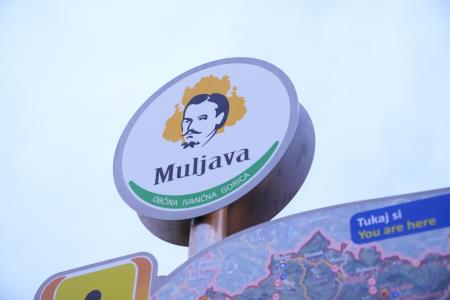 Muljava
OBČINA IVANČNA GORICA
Tukaj si
You are here